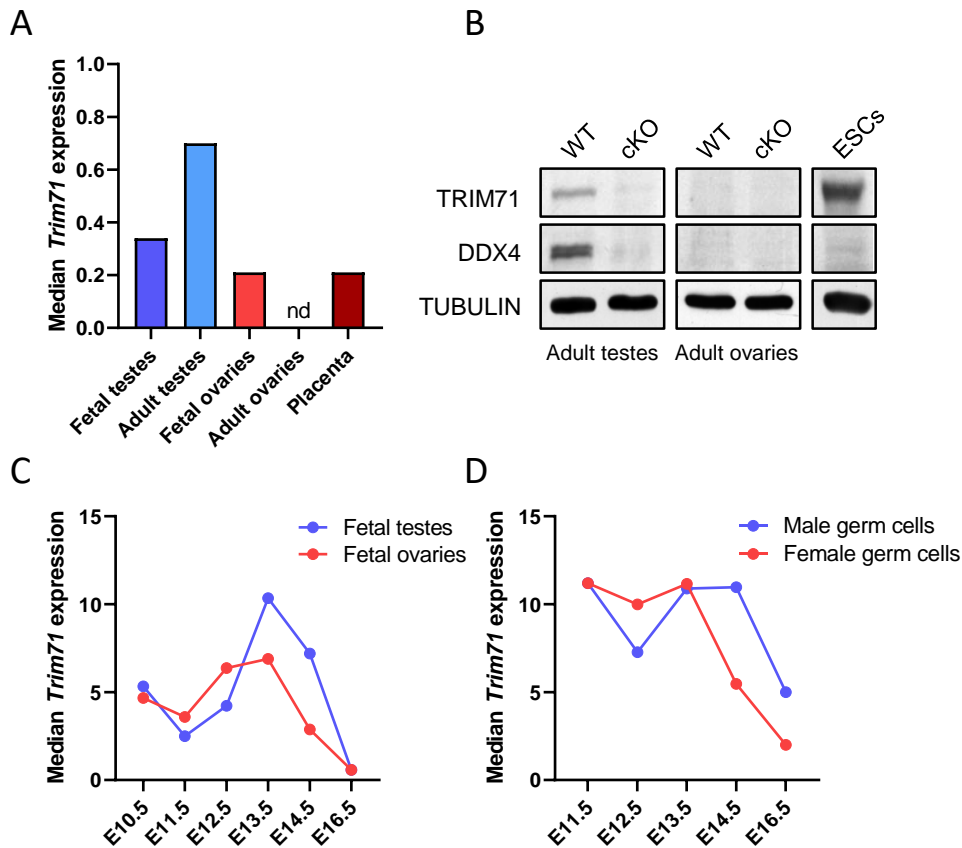 A
Median Trim71 expression
1.0
0.8
0.6
0.4
0.2
0.0
nd
Fetal testes
Adult testes
Fetal ovaries
Adult ovaries
Placenta
B
WT
cKO
WT
cKO
ESCs
TRIM71
DDX4
TUBULIN
Adult testes
Adult ovaries
C
Median Trim71 expression
15
10
5
0
Fetal testes
Fetal ovaries
E10.5
E11.5
E12.5
E13.5
E14.5
E16.5
D
Median Trim71 expression
15
10
5
0
Male germ cells
Female germ cells
E11.5
E12.5
E13.5
E14.5
E16.5